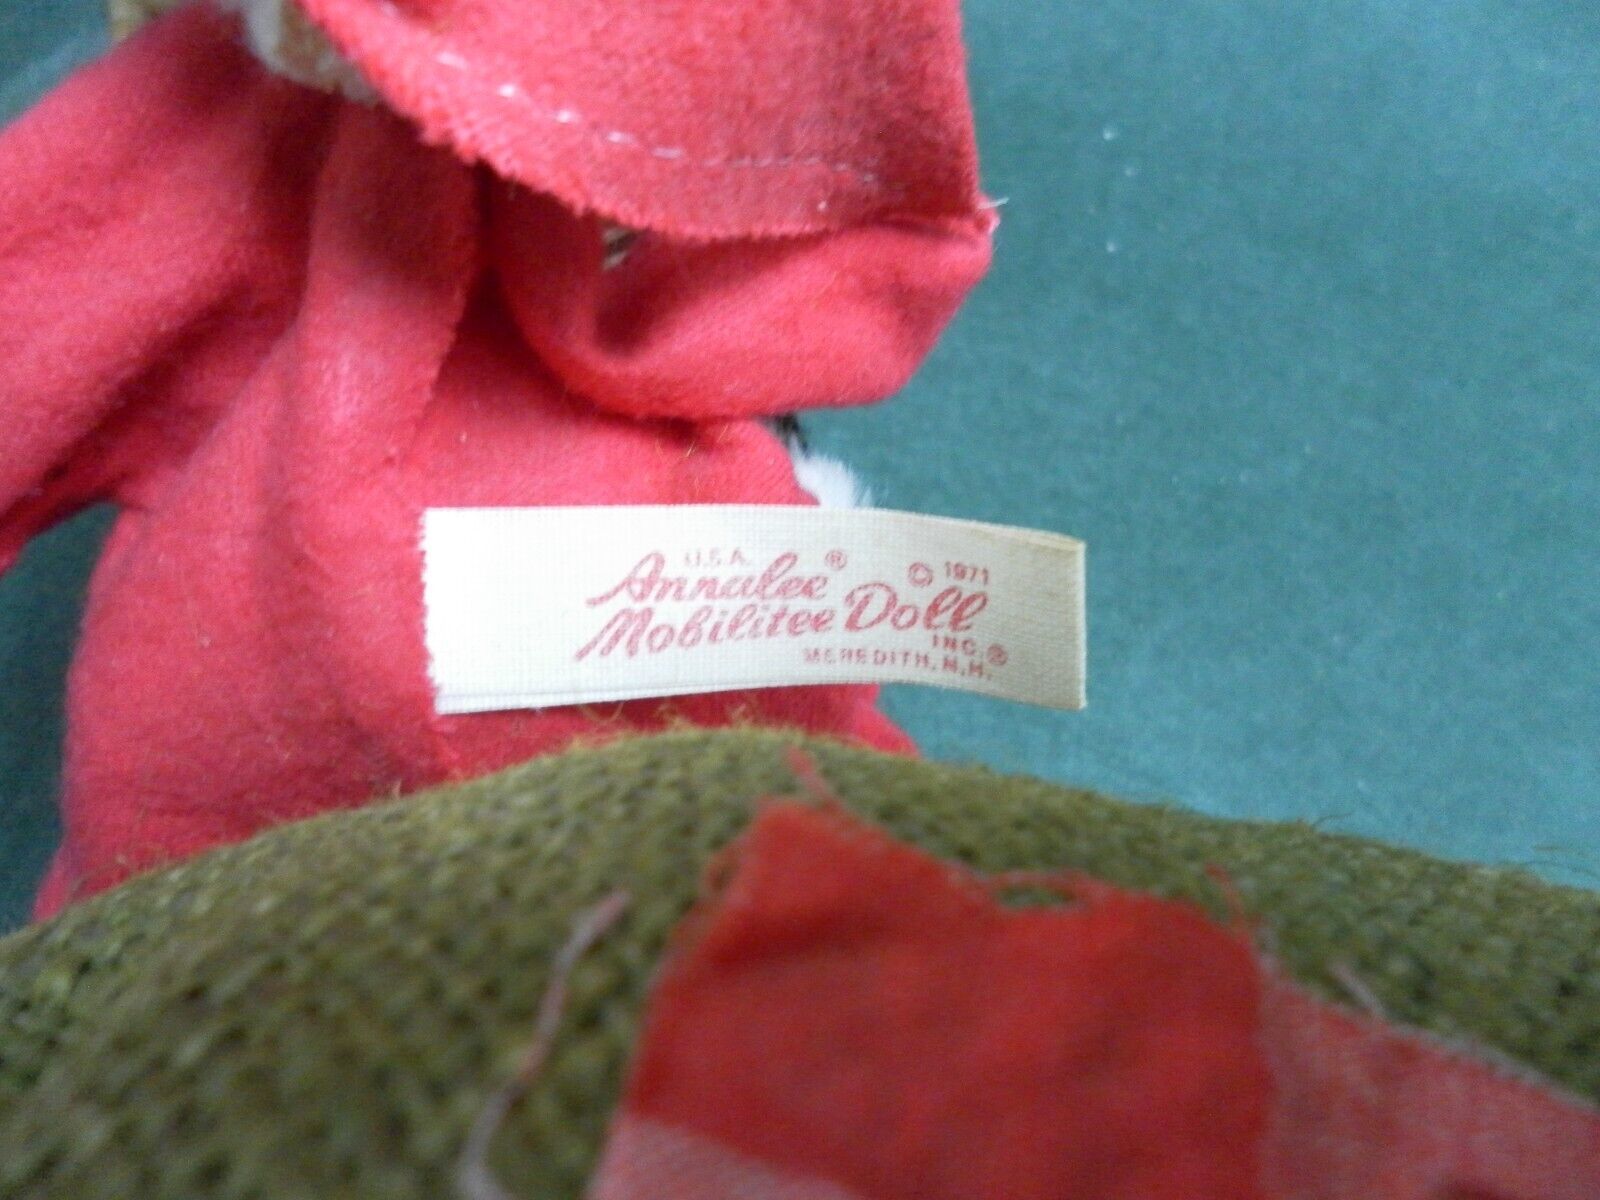 U.S.A.
Annalee® © 1971
Mobilitee Doll
INC.®
MEREDITH, N.H.